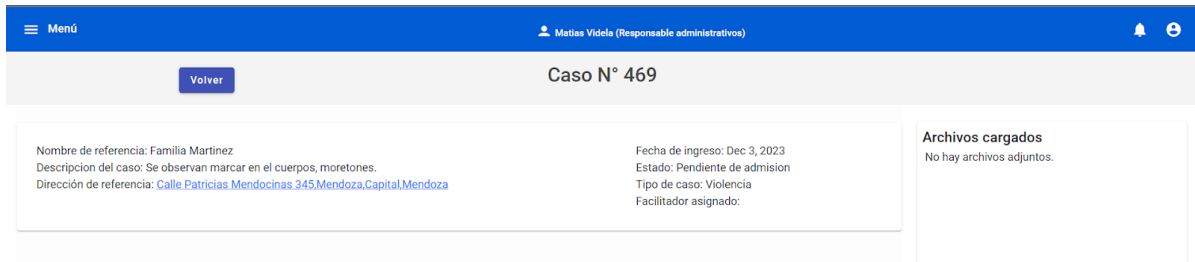 Menú
Matias Videla (Responsable administrativos)
Volver
Caso N° 469
Nombre de referencia: Familia Martinez
Descripcion del caso: Se observan marcar en el cuerpos, moretones.
Dirección de referencia: Calle Patricias Mendocinas 345,Mendoza,Capital,Mendoza
Fecha de ingreso: Dec 3, 2023
Estado: Pendiente de admision
Tipo de caso: Violencia
Facilitador asignado:
Archivos cargados
No hay archivos adjuntos.